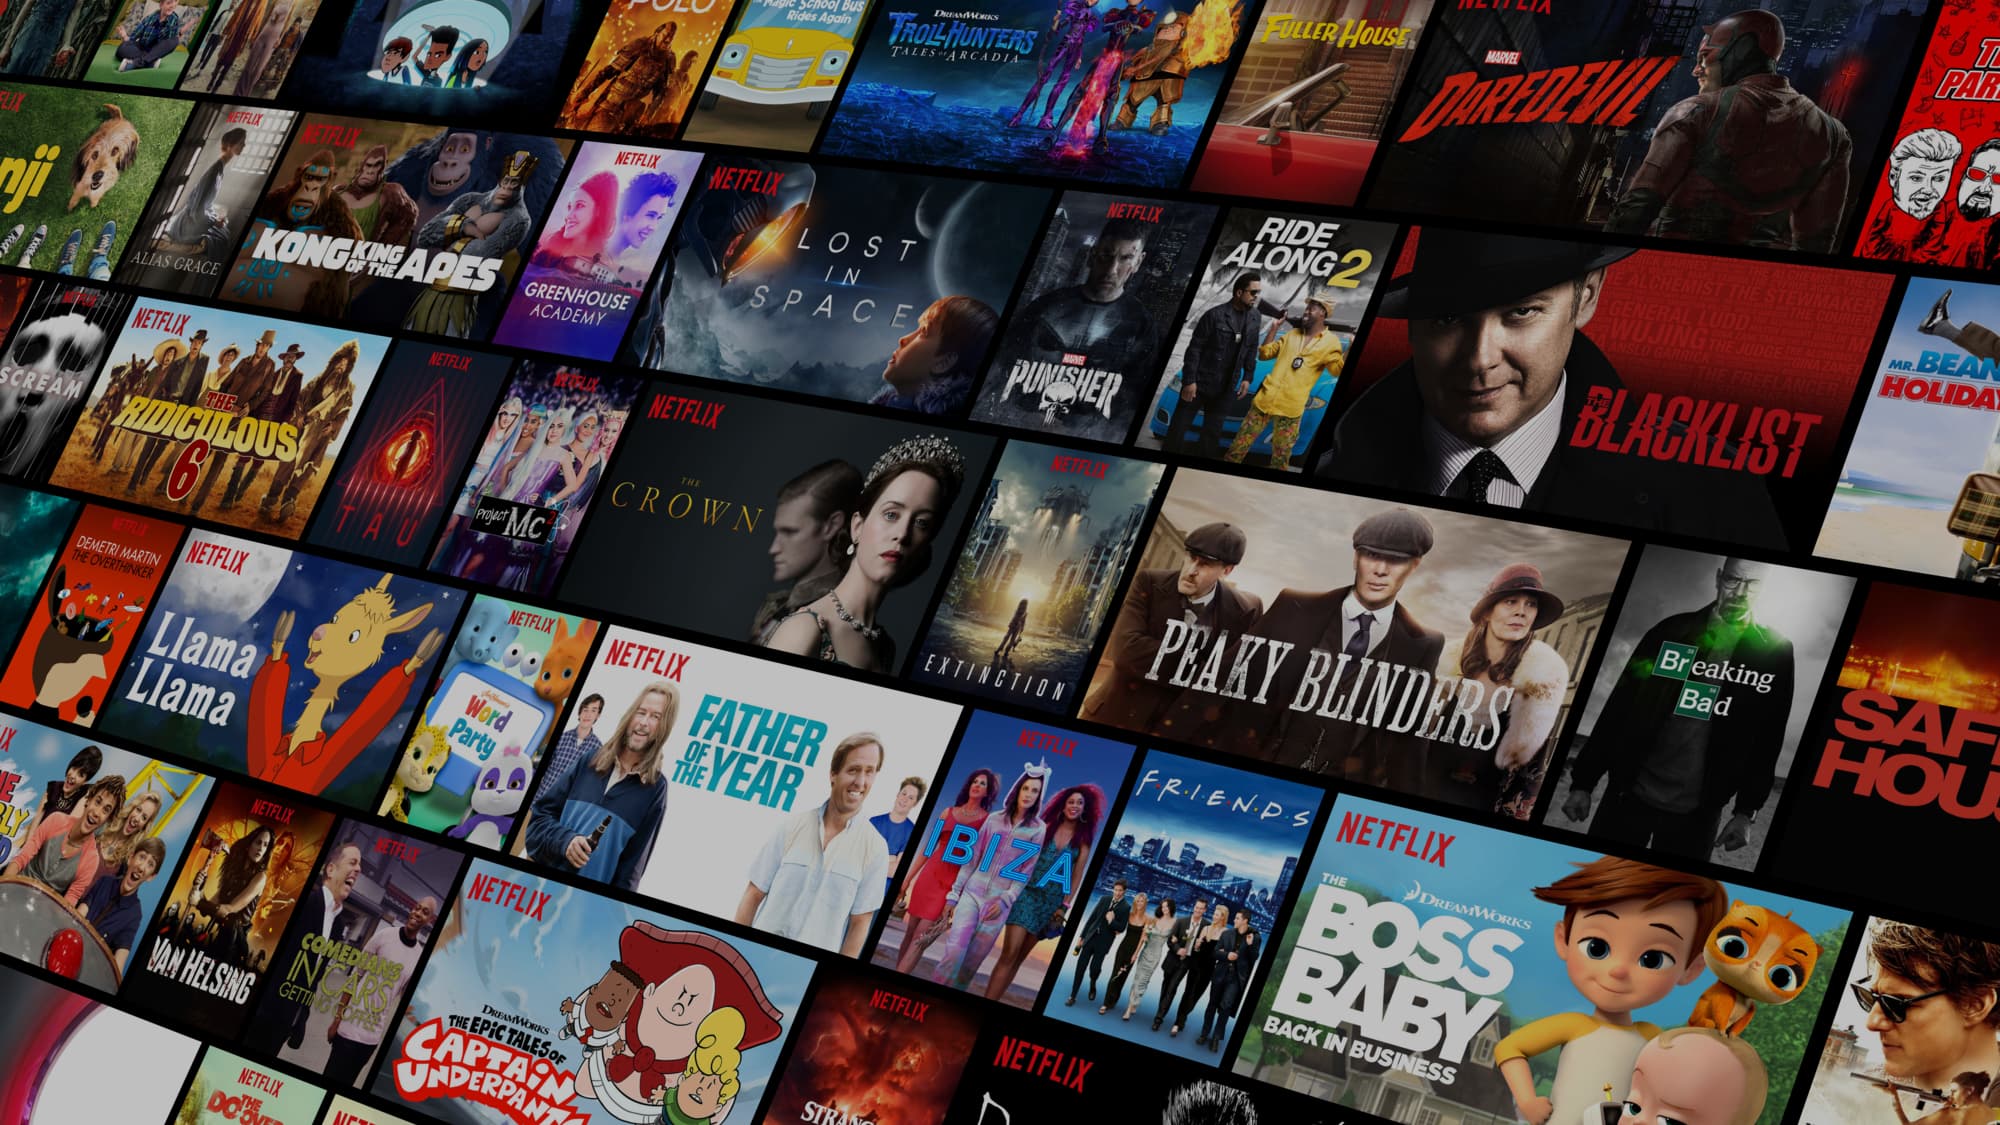 POLO
The Magic School Bus
Rides Again
DREAMWORKS
TROLLHUNTERS
TALES OF ARCADIA
FULLER HOUSE
NETFLIX
MARVEL
DAREDEVIL
NETFLIX
ALIAS GRACE
NETFLIX
KONG KING OF THE APES
NETFLIX
GREENHOUSE
ACADEMY
NETFLIX
LOST
IN
SPACE
NETFLIX
MARVEL
THE
PUNISHER
RIDE
ALONG 2
THE
BLACKLIST
MR. BEAN
HOLIDAY
NETFLIX
SCREAM
NETFLIX
THE
RIDICULOUS
6
NETFLIX
TAU
NETFLIX
Project Mc²
NETFLIX
THE
CROWN
NETFLIX
EXTINCTION
PEAKY BLINDERS
Breaking
Bad
SAFE
HOUSE
NETFLIX
DEMETRI MARTIN
THE OVERTHINKER
NETFLIX
Llama
Llama
NETFLIX
Word
Party
NETFLIX
FATHER
OF THE YEAR
NETFLIX
IBIZA
FRIENDS
NETFLIX
THE
DREAMWORKS
BOSS
BABY
BACK IN BUSINESS
NETFLIX
VAN HELSING
NETFLIX
COMEDIANS
IN CARS
GETTING COFFEE
NETFLIX
DREAMWORKS
THE EPIC TALES OF
CAPTAIN
UNDERPANTS
NETFLIX
NETFLIX
NETFLIX
THE
DO-OVER